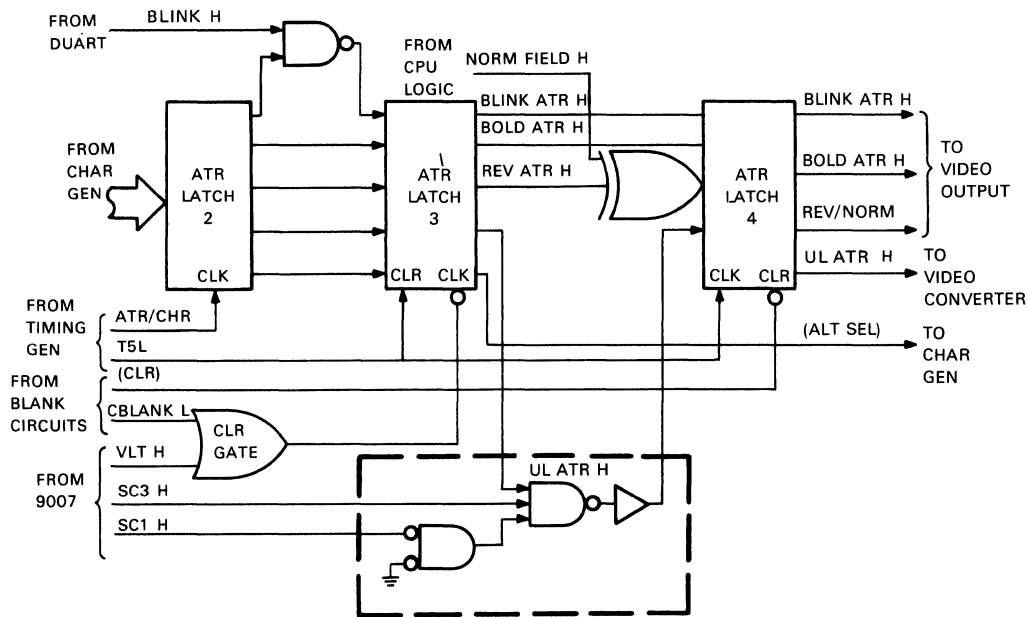 FROM
DUART
BLINK H
FROM
CPU
LOGIC
NORM FIELD H
BLINK ATR H
BOLD ATR H
REV ATR H
FROM
CHAR
GEN
ATR
LATCH
2
CLK
ATR
LATCH
3
CLR CLK
ATR
LATCH
4
CLK CLR
BLINK ATR H
BOLD ATR H
REV/NORM
UL ATR H
TO
VIDEO
OUTPUT
TO
VIDEO
CONVERTER
(ALT SEL)
TO
CHAR
GEN
FROM
TIMING
GEN
ATR/CHR
T5L
FROM
BLANK
CIRCUITS
(CLR)
CBLANK L
CLR
GATE
FROM
9007
VLT H
SC3 H
SC1 H
UL ATR H